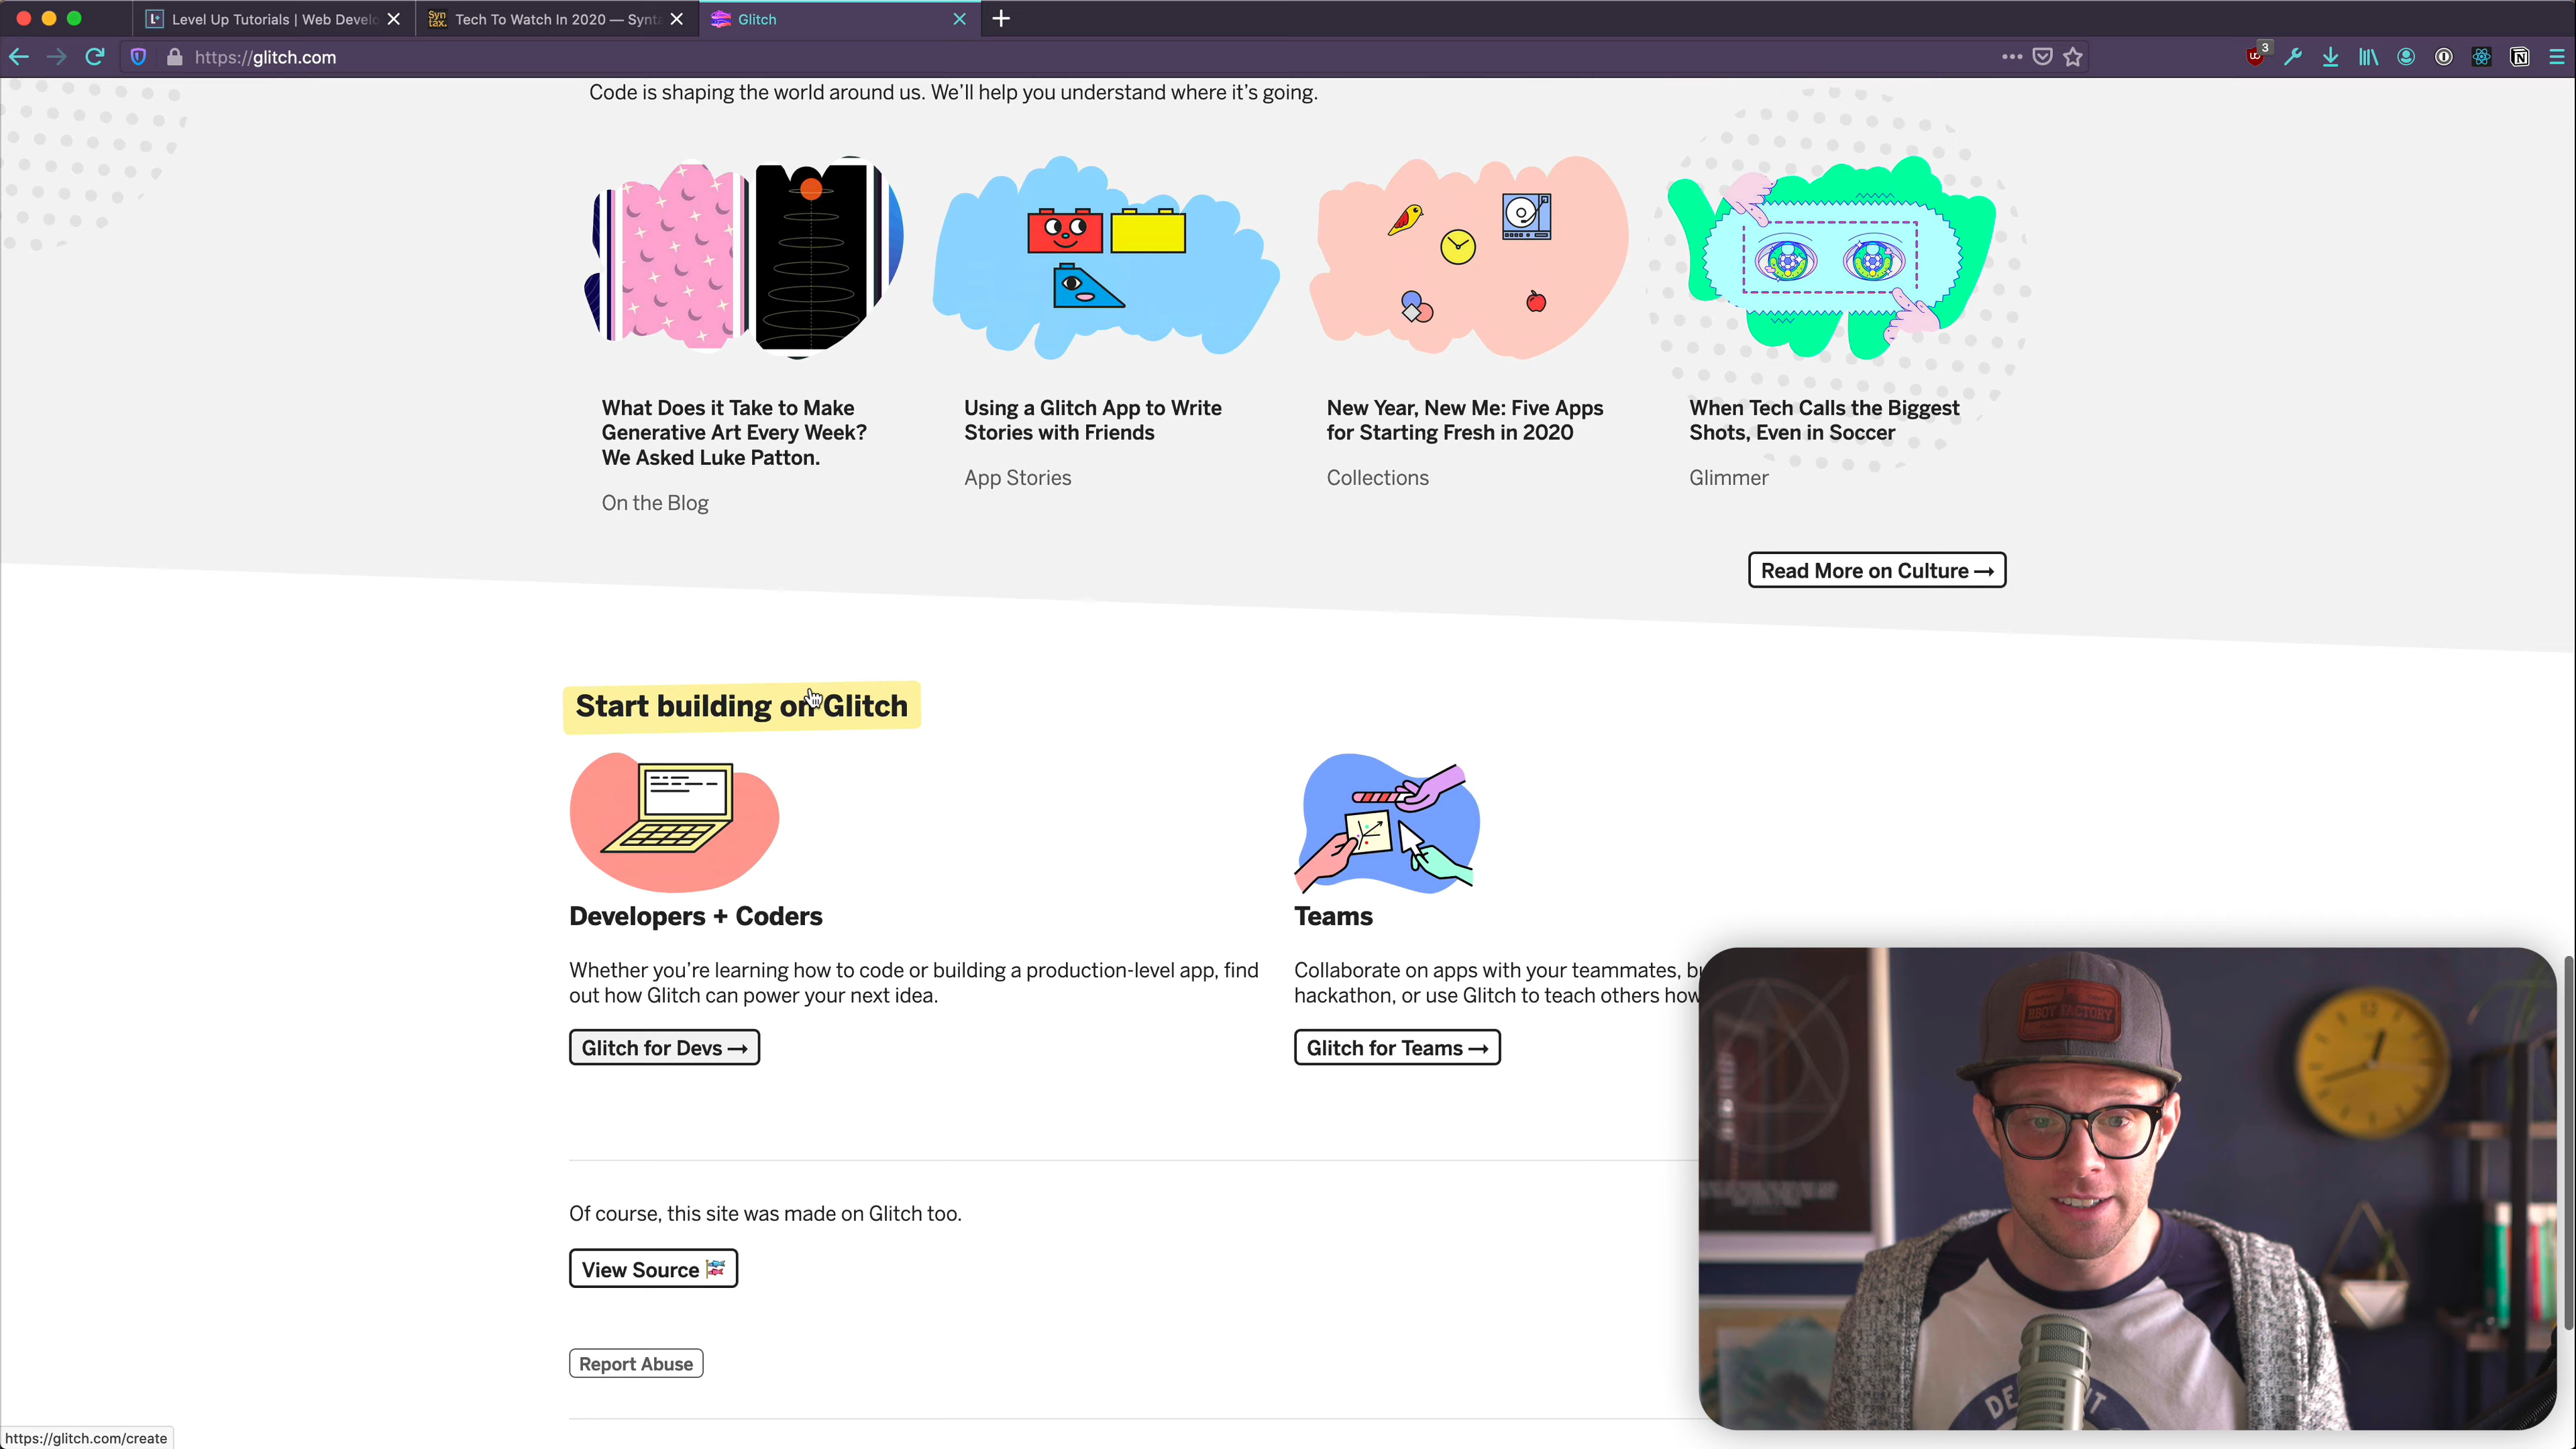 Level Up Tutorials | Web Develo
Syn tax. Tech To Watch In 2020 — Synta
Glitch
https://glitch.com
3
Code is shaping the world around us. We'll help you understand where it's going.
What Does it Take to Make
Generative Art Every Week?
We Asked Luke Patton.
On the Blog
Using a Glitch App to Write
Stories with Friends
App Stories
New Year, New Me: Five Apps
for Starting Fresh in 2020
Collections
When Tech Calls the Biggest
Shots, Even in Soccer
Glimmer
Read More on Culture →
Start building on Glitch
Developers + Coders
Whether you're learning how to code or building a production-level app, find
out how Glitch can power your next idea.
Glitch for Devs →
Teams
Collaborate on apps with your teammates,
hackathon, or use Glitch to teach others how
Glitch for Teams →
Of course, this site was made on Glitch too.
View Source
Report Abuse
https://glitch.com/create
FACTORY